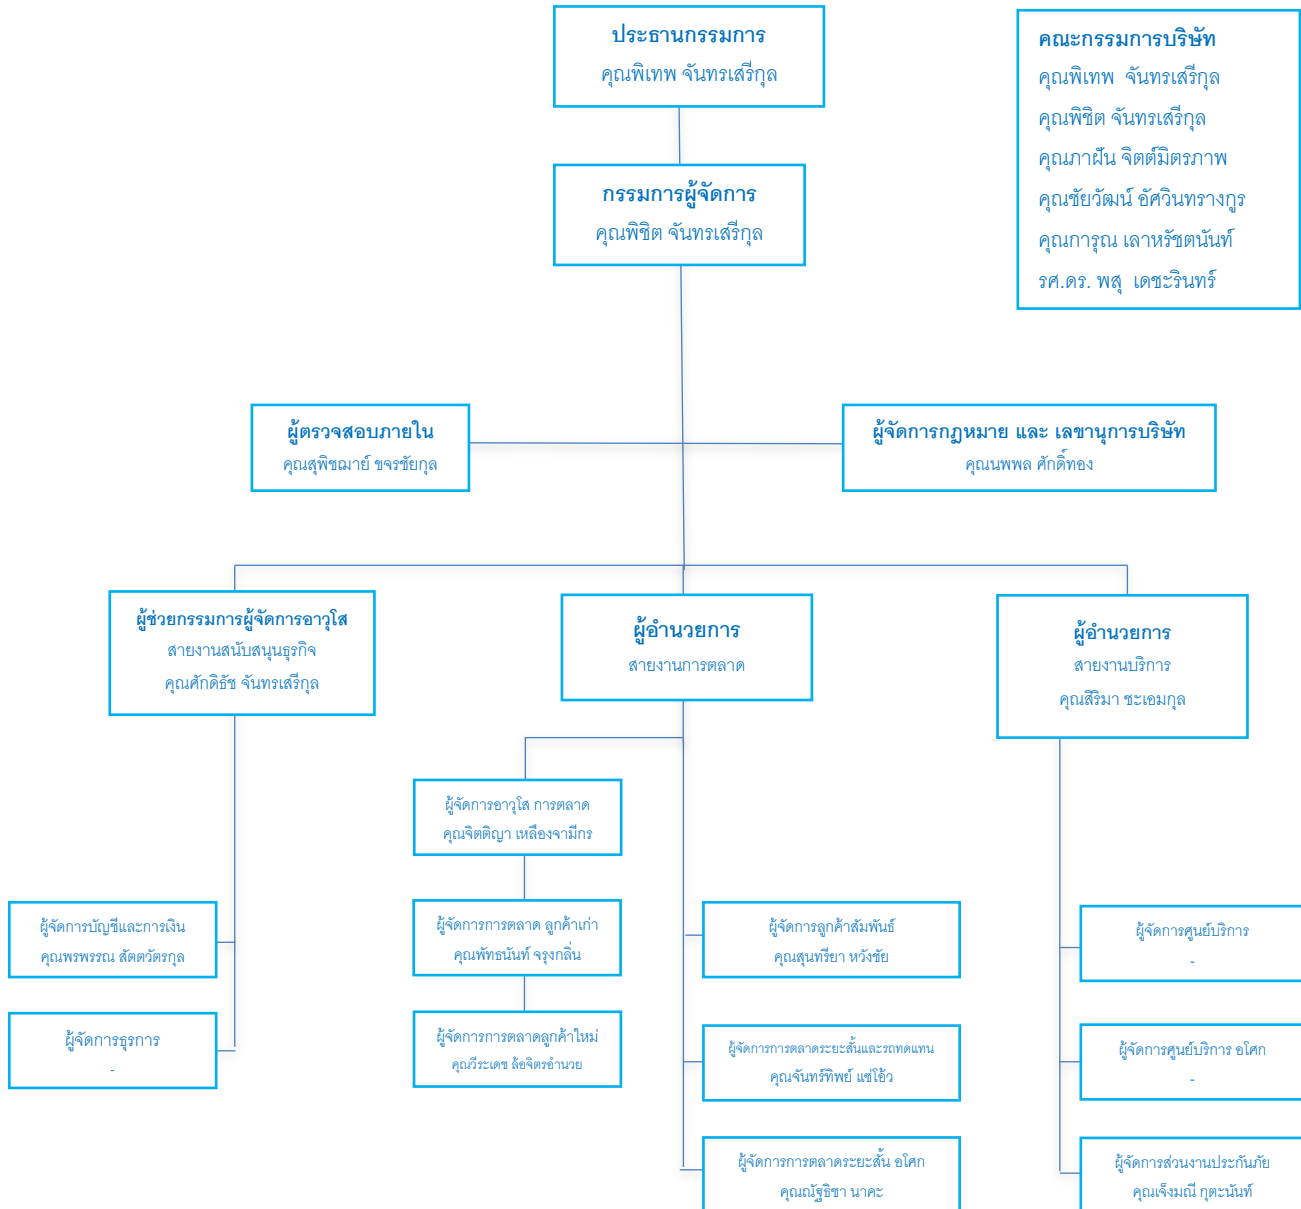 ประธานกรรมการ
คุณพิเทพ จันทรเสรีกุล
คณะกรรมการบริษัท
คุณพิเทพ  จันทรเสรีกุล
คุณพิชิต จันทรเสรีกุล
คุณภาฝัน จิตต์มิตรภาพ
คุณชัยวัฒน์ อัศวินทรางกูร
คุณการุณ เลาหรัชตนันท์
รศ.ดร. พสุ  เดชะรินทร์
กรรมการผู้จัดการ
คุณพิชิต จันทรเสรีกุล
ผู้ตรวจสอบภายใน
คุณสุพิชฌาย์ ขจรชัยกุล
ผู้จัดการกฎหมาย และ เลขานุการบริษัท
คุณนพพล ศักดิ์ทอง
ผู้ช่วยกรรมการผู้จัดการอาวุโส
สายงานสนับสนุนธุรกิจ
คุณศักดิธัช จันทรเสรีกุล
ผู้อำนวยการ
สายงานการตลาด
ผู้อำนวยการ
สายงานบริการ
คุณสิริมา ชะเอมกุล
ผู้จัดการอาวุโส การตลาด
คุณจิตติญา เหลืองจามีกร
ผู้จัดการบัญชีและการเงิน
คุณพรพรรณ สัตตวัตรกุล
ผู้จัดการการตลาด ลูกค้าเก่า
คุณพัทธนันท์ จรุงกลิ่น
ผู้จัดการลูกค้าสัมพันธ์
คุณสุนทรียา หวังชัย
ผู้จัดการศูนย์บริการ
-
ผู้จัดการธุรการ
-
ผู้จัดการการตลาดลูกค้าใหม่
คุณวีระเดช ล้อจิตรอำนวย
ผู้จัดการการตลาดระยะสั้นและรถทดแทน
คุณจันทร์ทิพย์ แซ่โอ้ว
ผู้จัดการศูนย์บริการ อโศก
-
ผู้จัดการการตลาดระยะสั้น อโศก
คุณณัฐธิชา นาคะ
ผู้จัดการส่วนงานประกันภัย
คุณเจ็งมณี กุตะนันท์